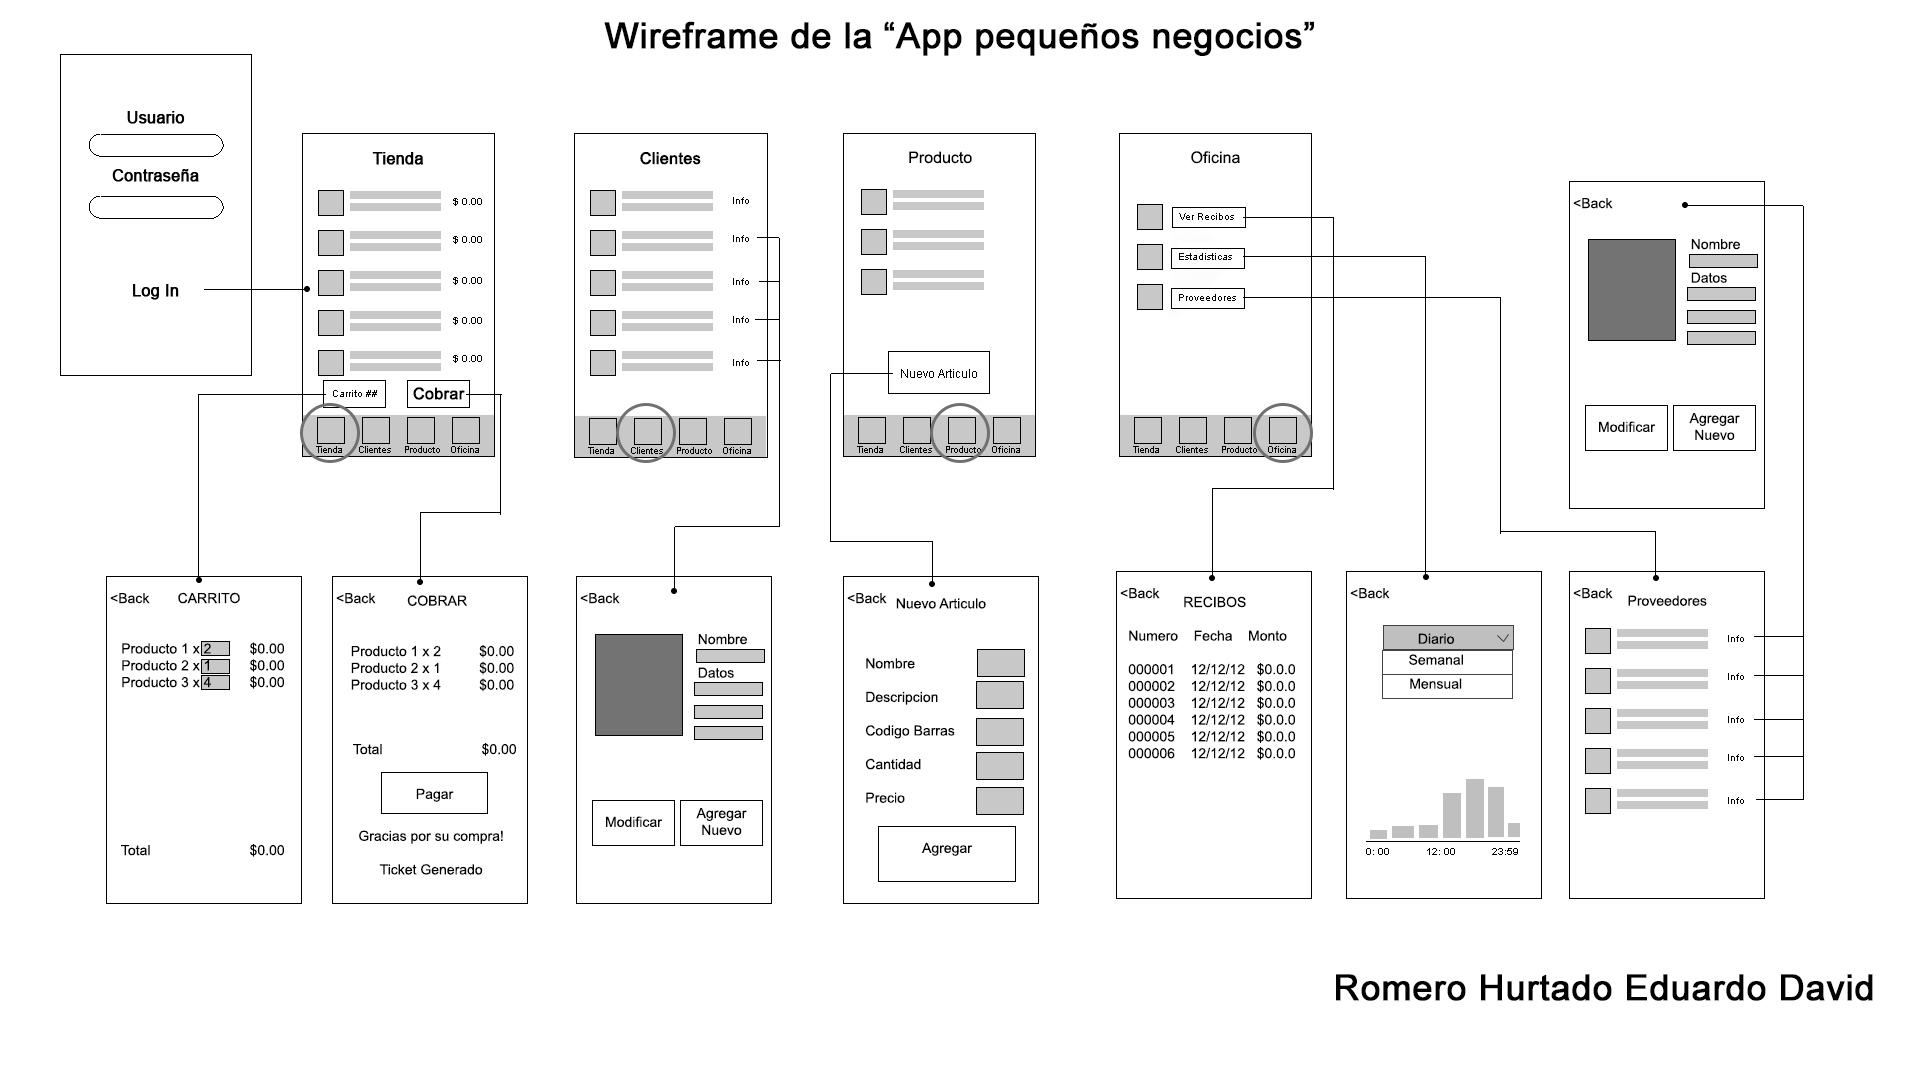 Wireframe de la “App pequeños negocios”
Usuario
Contraseña
Log In
Tienda
$ 0.00
$ 0.00
$ 0.00
$ 0.00
$ 0.00
Carrito ##
Cobrar
Tienda Clientes Producto Oficina
Clientes
Info
Info
Info
Info
Info
Tienda Clientes Producto Oficina
Producto
Nuevo Articulo
Tienda Clientes Producto Oficina
Oficina
Ver Recibos
Estadisticas
Proveedores
Tienda Clientes Producto Oficina
<Back
Nombre
Datos
Modificar
Agregar
Nuevo
<Back CARRITO
Producto 1 x 2 $0.00
Producto 2 x 1 $0.00
Producto 3 x 4 $0.00
Total $0.00
<Back COBRAR
Producto 1 x 2 $0.00
Producto 2 x 1 $0.00
Producto 3 x 4 $0.00
Total $0.00
Pagar
Gracias por su compra!
Ticket Generado
<Back
Nombre
Datos
Modificar
Agregar
Nuevo
<Back Nuevo Articulo
Nombre
Descripcion
Codigo Barras
Cantidad
Precio
Agregar
<Back
RECIBOS
Numero Fecha Monto
000001 12/12/12 $0.0.0
000002 12/12/12 $0.0.0
000003 12/12/12 $0.0.0
000004 12/12/12 $0.0.0
000005 12/12/12 $0.0.0
000006 12/12/12 $0.0.0
<Back
Diario
Semanal
Mensual
0: 00 12: 00 23:59
<Back
Proveedores
Info
Info
Info
Info
Info
Romero Hurtado Eduardo David